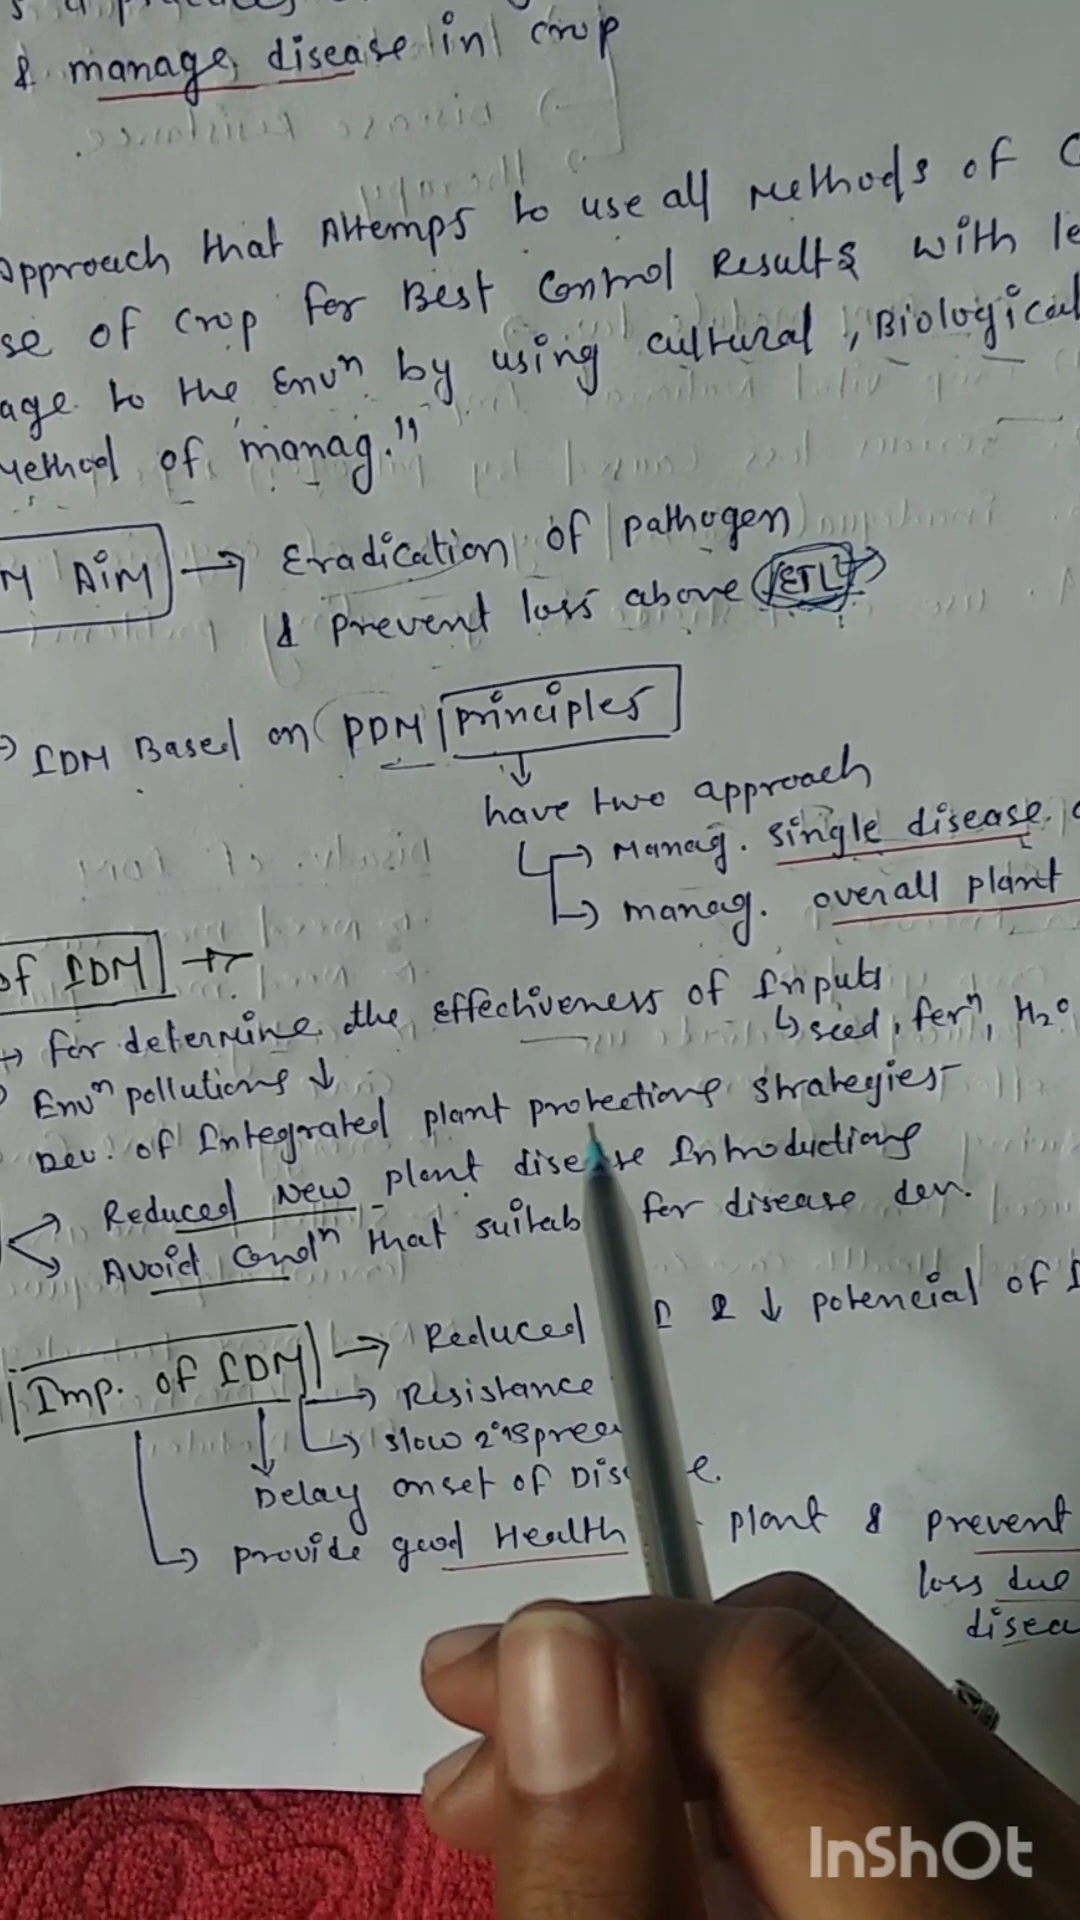 & manage disease in crop
Approach that Attemps to use all Methods of C
se of crop for Best Control Results with le
age to the Envn by using cultural, Biological
Method of manag."
M AiM → Eradication of pathogen
& prevent loss above ETL
→ IDM Based on PDM principles
have two approach
→ Manag. single disease
→ manag. overall plant
of IDM →
→ for determine the effectiveness of Inputs
↳ seed, fern, H2O
Envn pollutions ↓
Dev. of Integrated plant protections strategies
→ Reduced New plant disease Introductions
→ Avoid Condn that suitab for disease dev.
Imp. of IDM → Reduced I & ↓ potencial of I
→ Resistance
→ slow 2° sprea
Delay onset of Dis e.
→ provide good Health plant & prevent
loss due
disea
InShOt